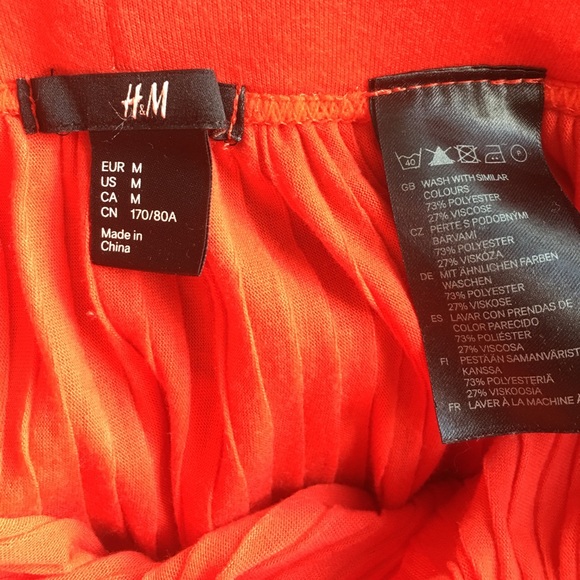 H&M
EUR M
US M
CA M
CN 170/80A
Made in
China
40
GB WASH WITH SIMILAR
COLOURS
73% POLYESTER
27% VISCOSE
CZ PERTE S PODOBNÝMI
BARVAMI
73% POLYESTER
27% VISKÓZA
DE MIT ÄHNLICHEN FARBEN
WASCHEN
73% POLYESTER
27% VISKOSE
ES LAVAR CON PRENDAS DE
COLOR PARECIDO
73% POLIÉSTER
27% VISCOSA
FI PESTÄÄN SAMANVÄRIST
KANSSA
73% POLYESTERIÄ
27% VISKOOSIA
FR LAVER À LA MACHINE À